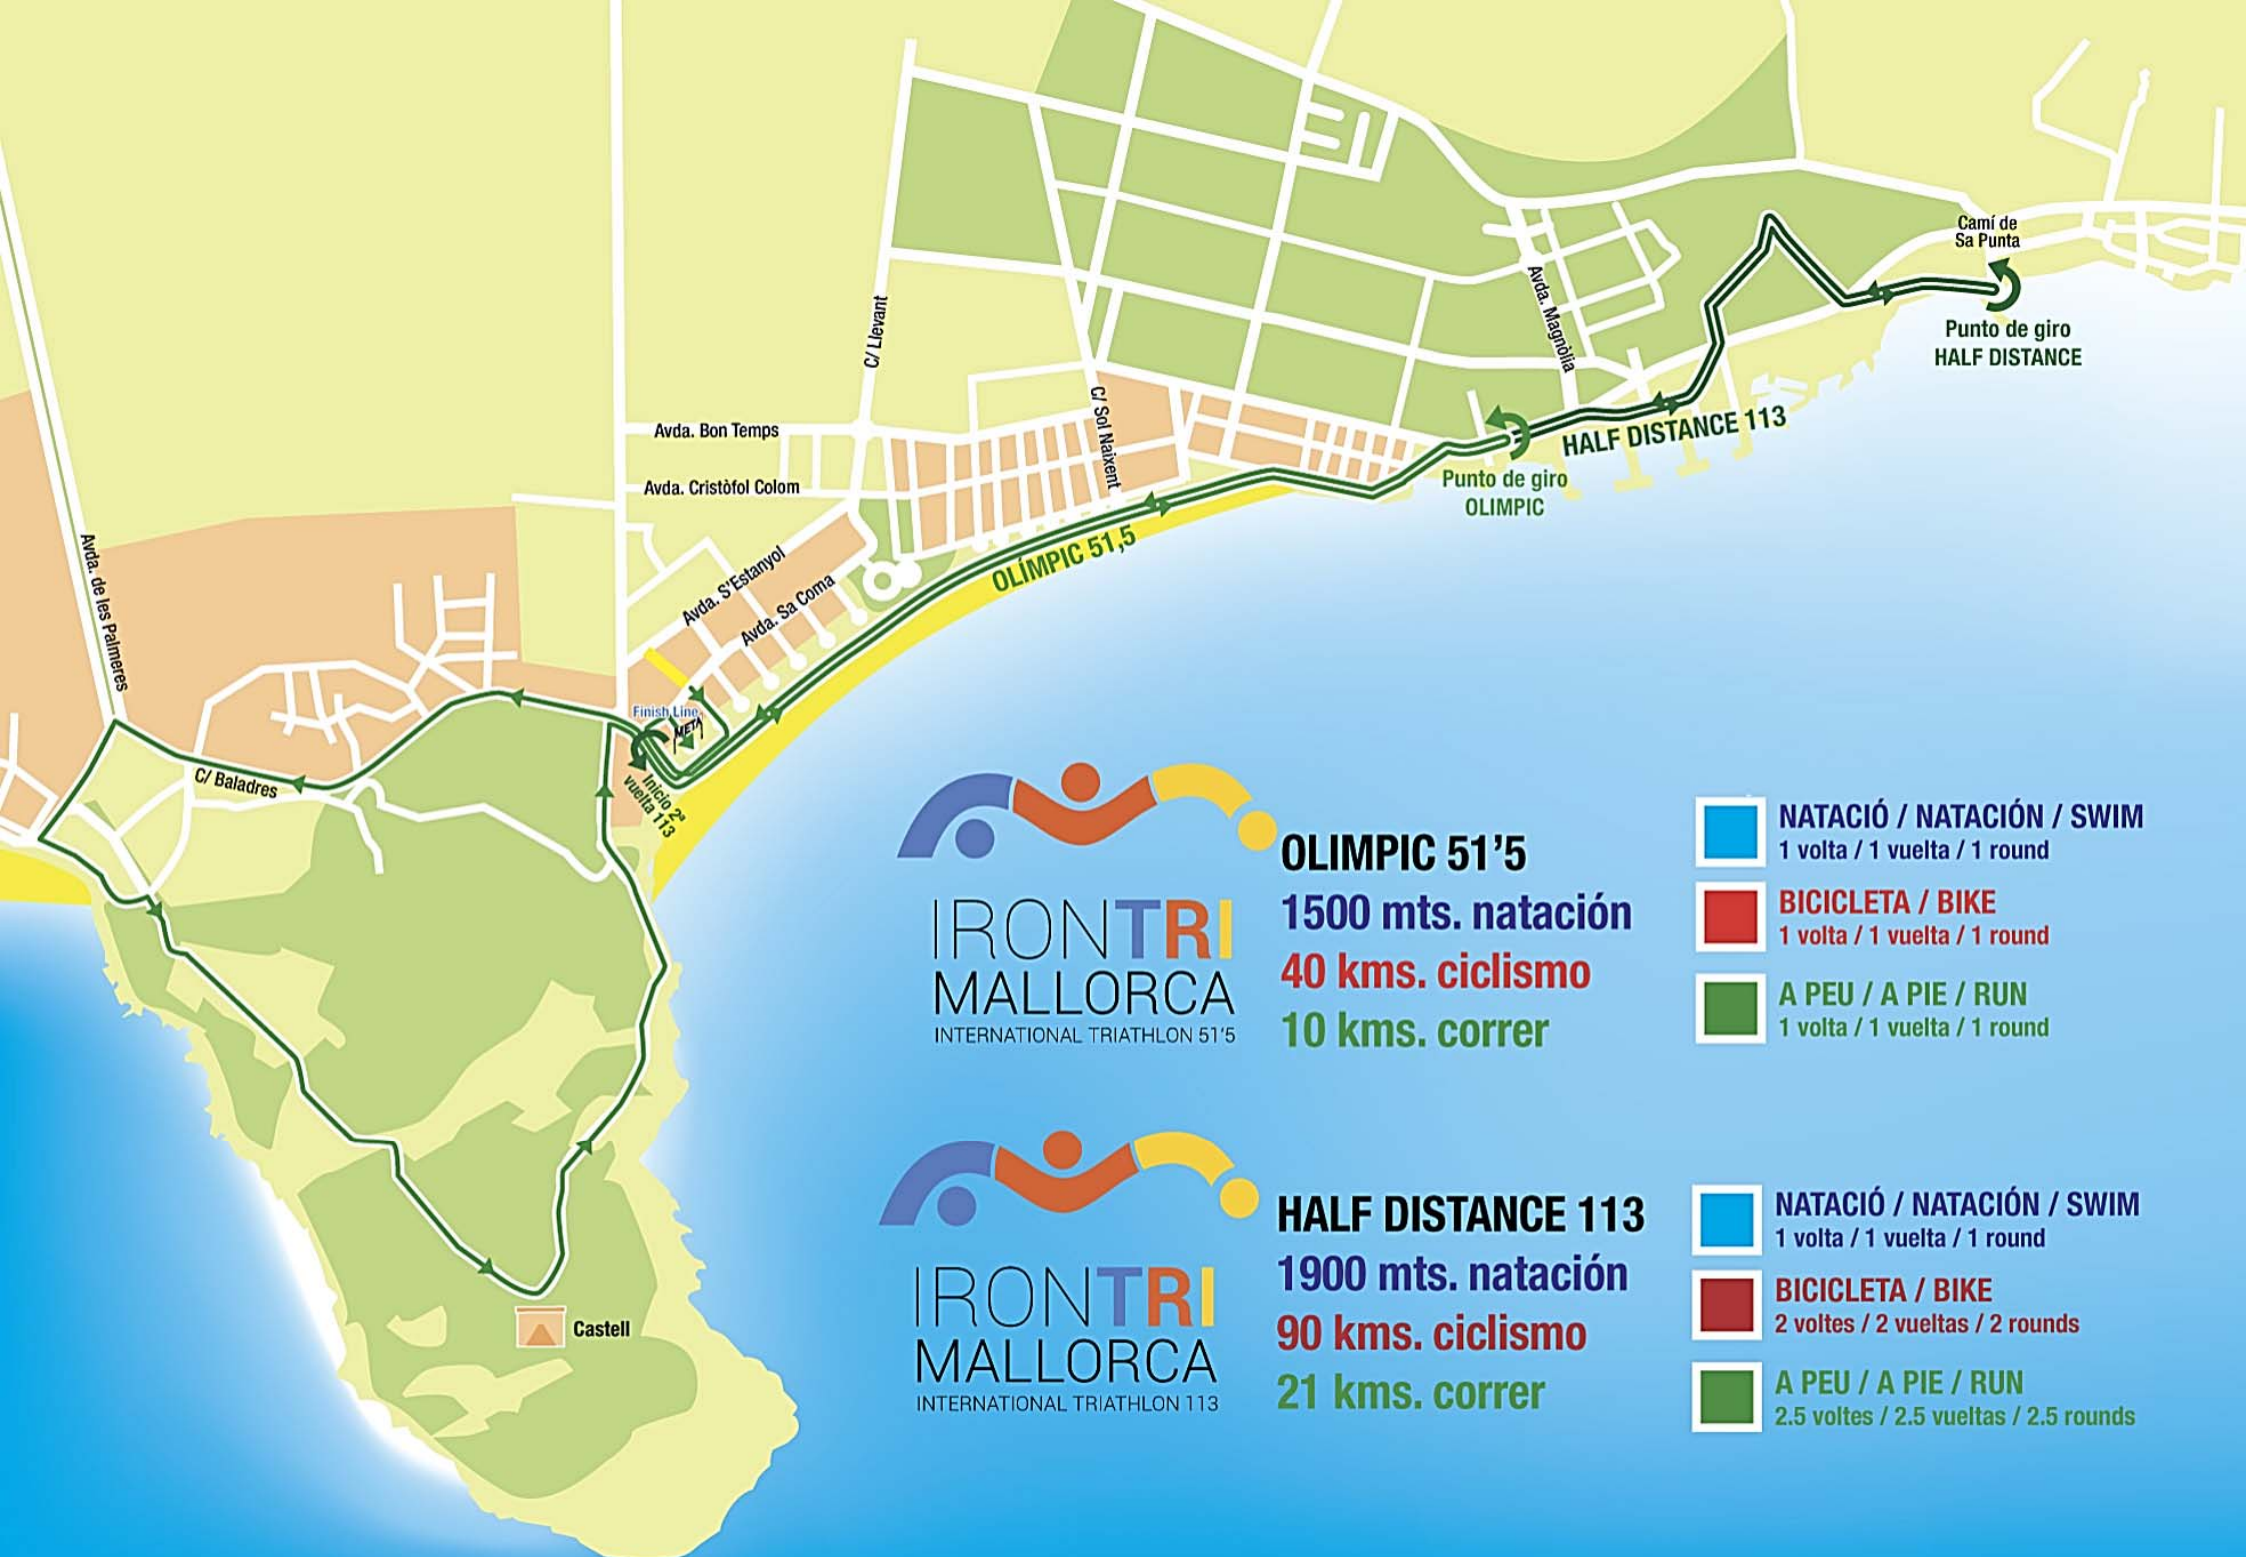 Camí de
Sa Punta
Punto de giro
HALF DISTANCE
Avda. Magnòlia
C/ Llevant
C/ Sol Naixent
HALF DISTANCE 113
Avda. Bon Temps
Avda. Cristòfol Colom
Punto de giro
OLIMPIC
OLÍMPIC 51,5
Avda. de les Palmeres
Avda. S'Estanyol
Avda. Sa Coma
Finish Line
META
Inicio 2ª
vuelta 113
C/ Baladres
Castell
IRONTRI
MALLORCA
INTERNATIONAL TRIATHLON 51'5
OLIMPIC 51'5
1500 mts. natación
40 kms. ciclismo
10 kms. correr
NATACIÓ / NATACIÓN / SWIM
1 volta / 1 vuelta / 1 round
BICICLETA / BIKE
1 volta / 1 vuelta / 1 round
A PEU / A PIE / RUN
1 volta / 1 vuelta / 1 round
IRONTRI
MALLORCA
INTERNATIONAL TRIATHLON 113
HALF DISTANCE 113
1900 mts. natación
90 kms. ciclismo
21 kms. correr
NATACIÓ / NATACIÓN / SWIM
1 volta / 1 vuelta / 1 round
BICICLETA / BIKE
2 voltes / 2 vueltas / 2 rounds
A PEU / A PIE / RUN
2.5 voltes / 2.5 vueltas / 2.5 rounds